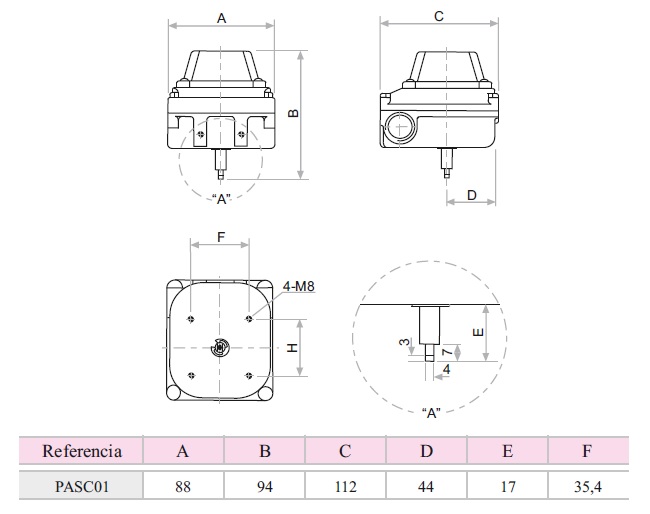 A
C
B
D
"A"
F
4-M8
H
E
3
7
4
"A"
Referencia A B C D E F
PASC01 88 94 112 44 17 35,4